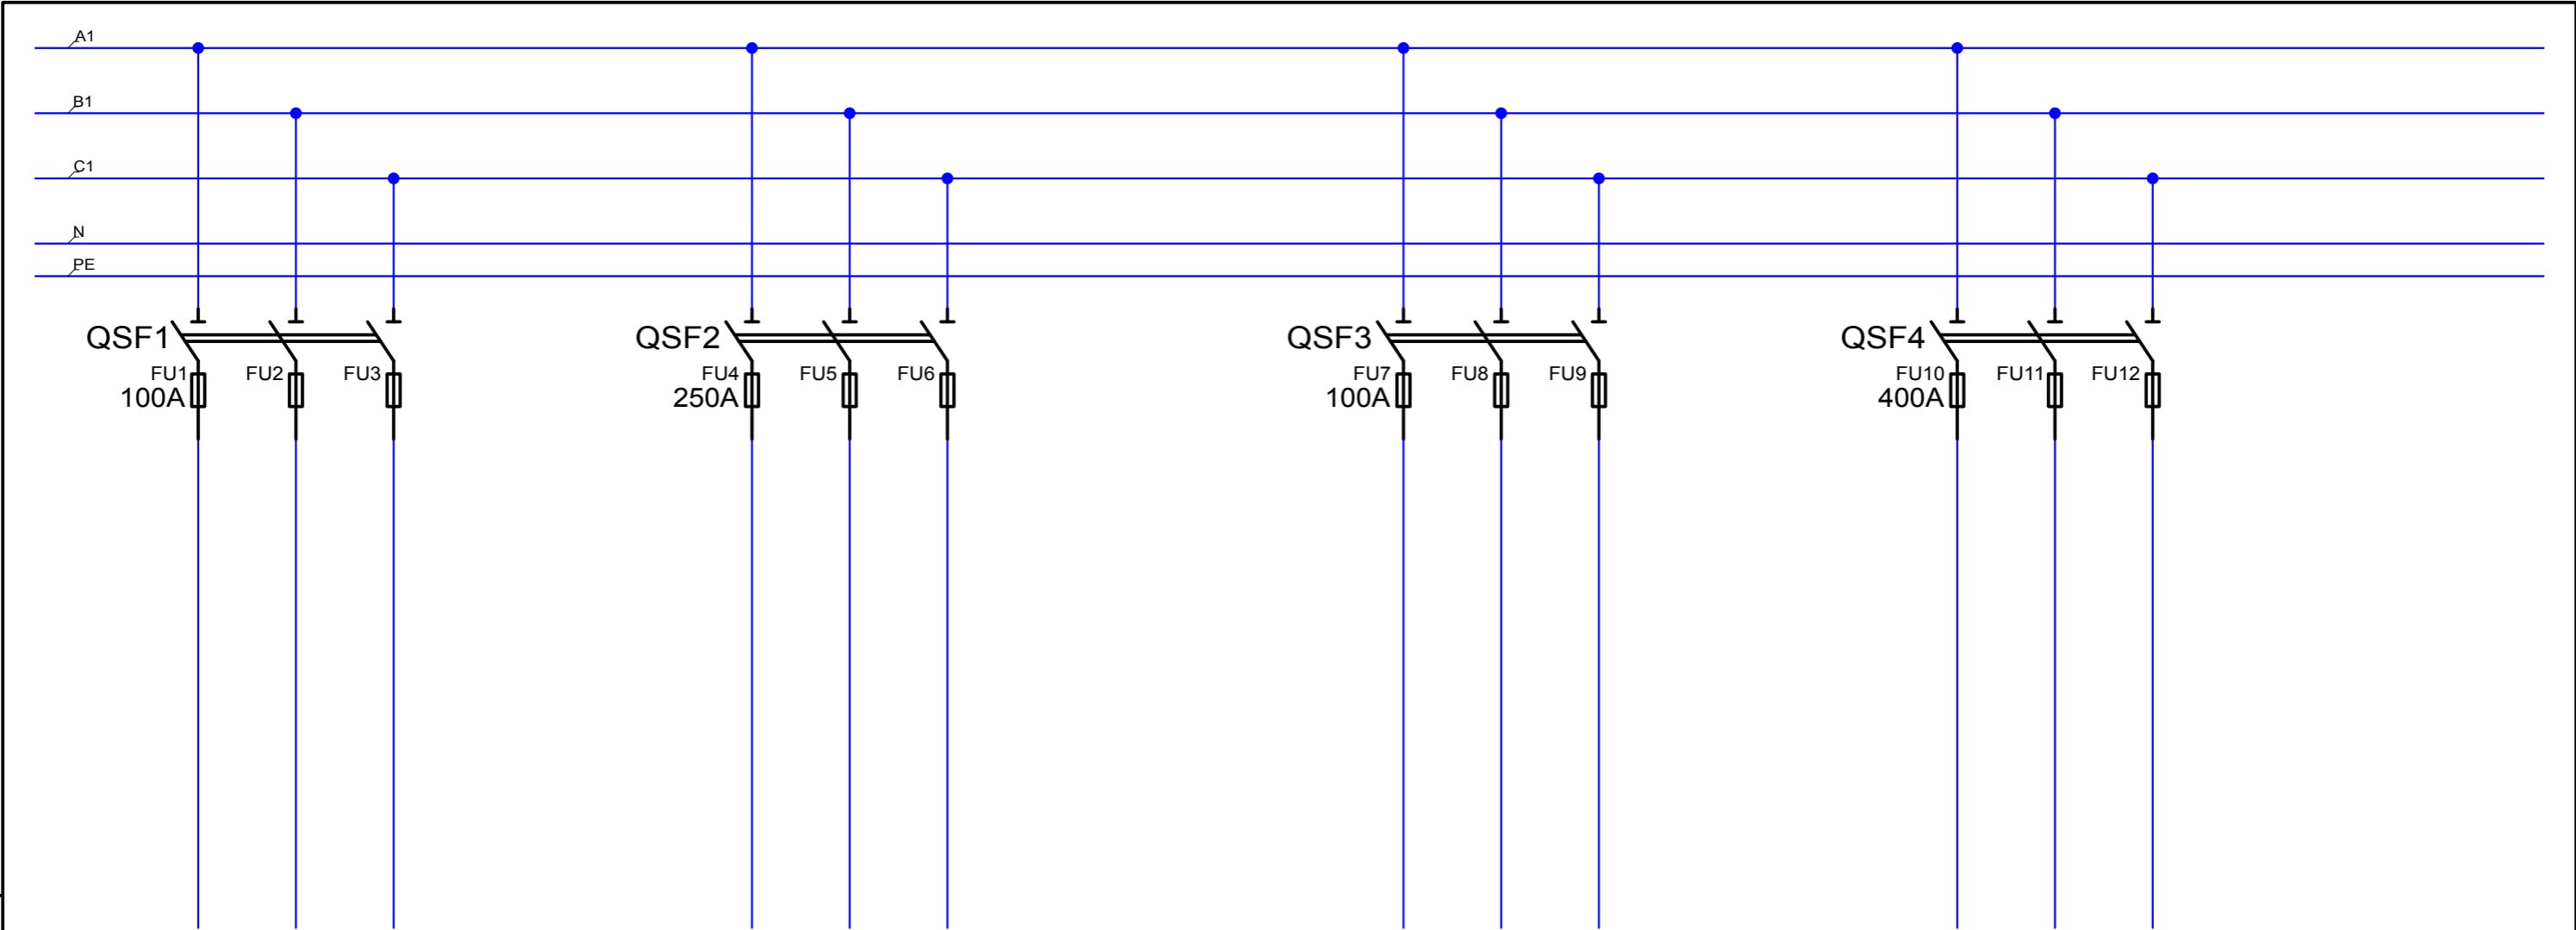 A1
B1
C1
N
PE
QSF1
QSF2
QSF3
QSF4
FU1 FU2 FU3 FU4 FU5 FU6 FU7 FU8 FU9 FU10 FU11 FU12
100A 250A 100A 400A